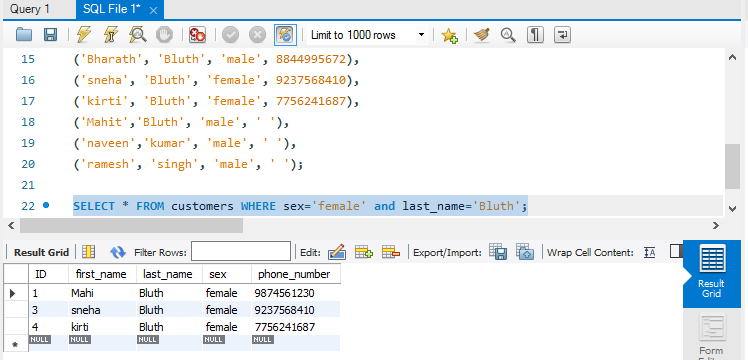 Query 1 SQL File 1* ×
Limit to 1000 rows
15 ('Bharath', 'Bluth', 'male', 8844995672),
16 ('sneha', 'Bluth', 'female', 9237568410),
17 ('kirti', 'Bluth', 'female', 7756241687),
18 ('Mahit','Bluth', 'male', ' '),
19 ('naveen','kumar', 'male', ' '),
20 ('ramesh', 'singh', 'male', ' ');
21
22 SELECT * FROM customers WHERE sex='female' and last_name='Bluth';
Result Grid Filter Rows: Edit: Export/Import: Wrap Cell Content: IA
ID first_name last_name sex phone_number
1 Mahi Bluth female 9874561230
3 sneha Bluth female 9237568410
4 kirti Bluth female 7756241687
* NULL NULL NULL NULL NULL
Result
Grid
Form